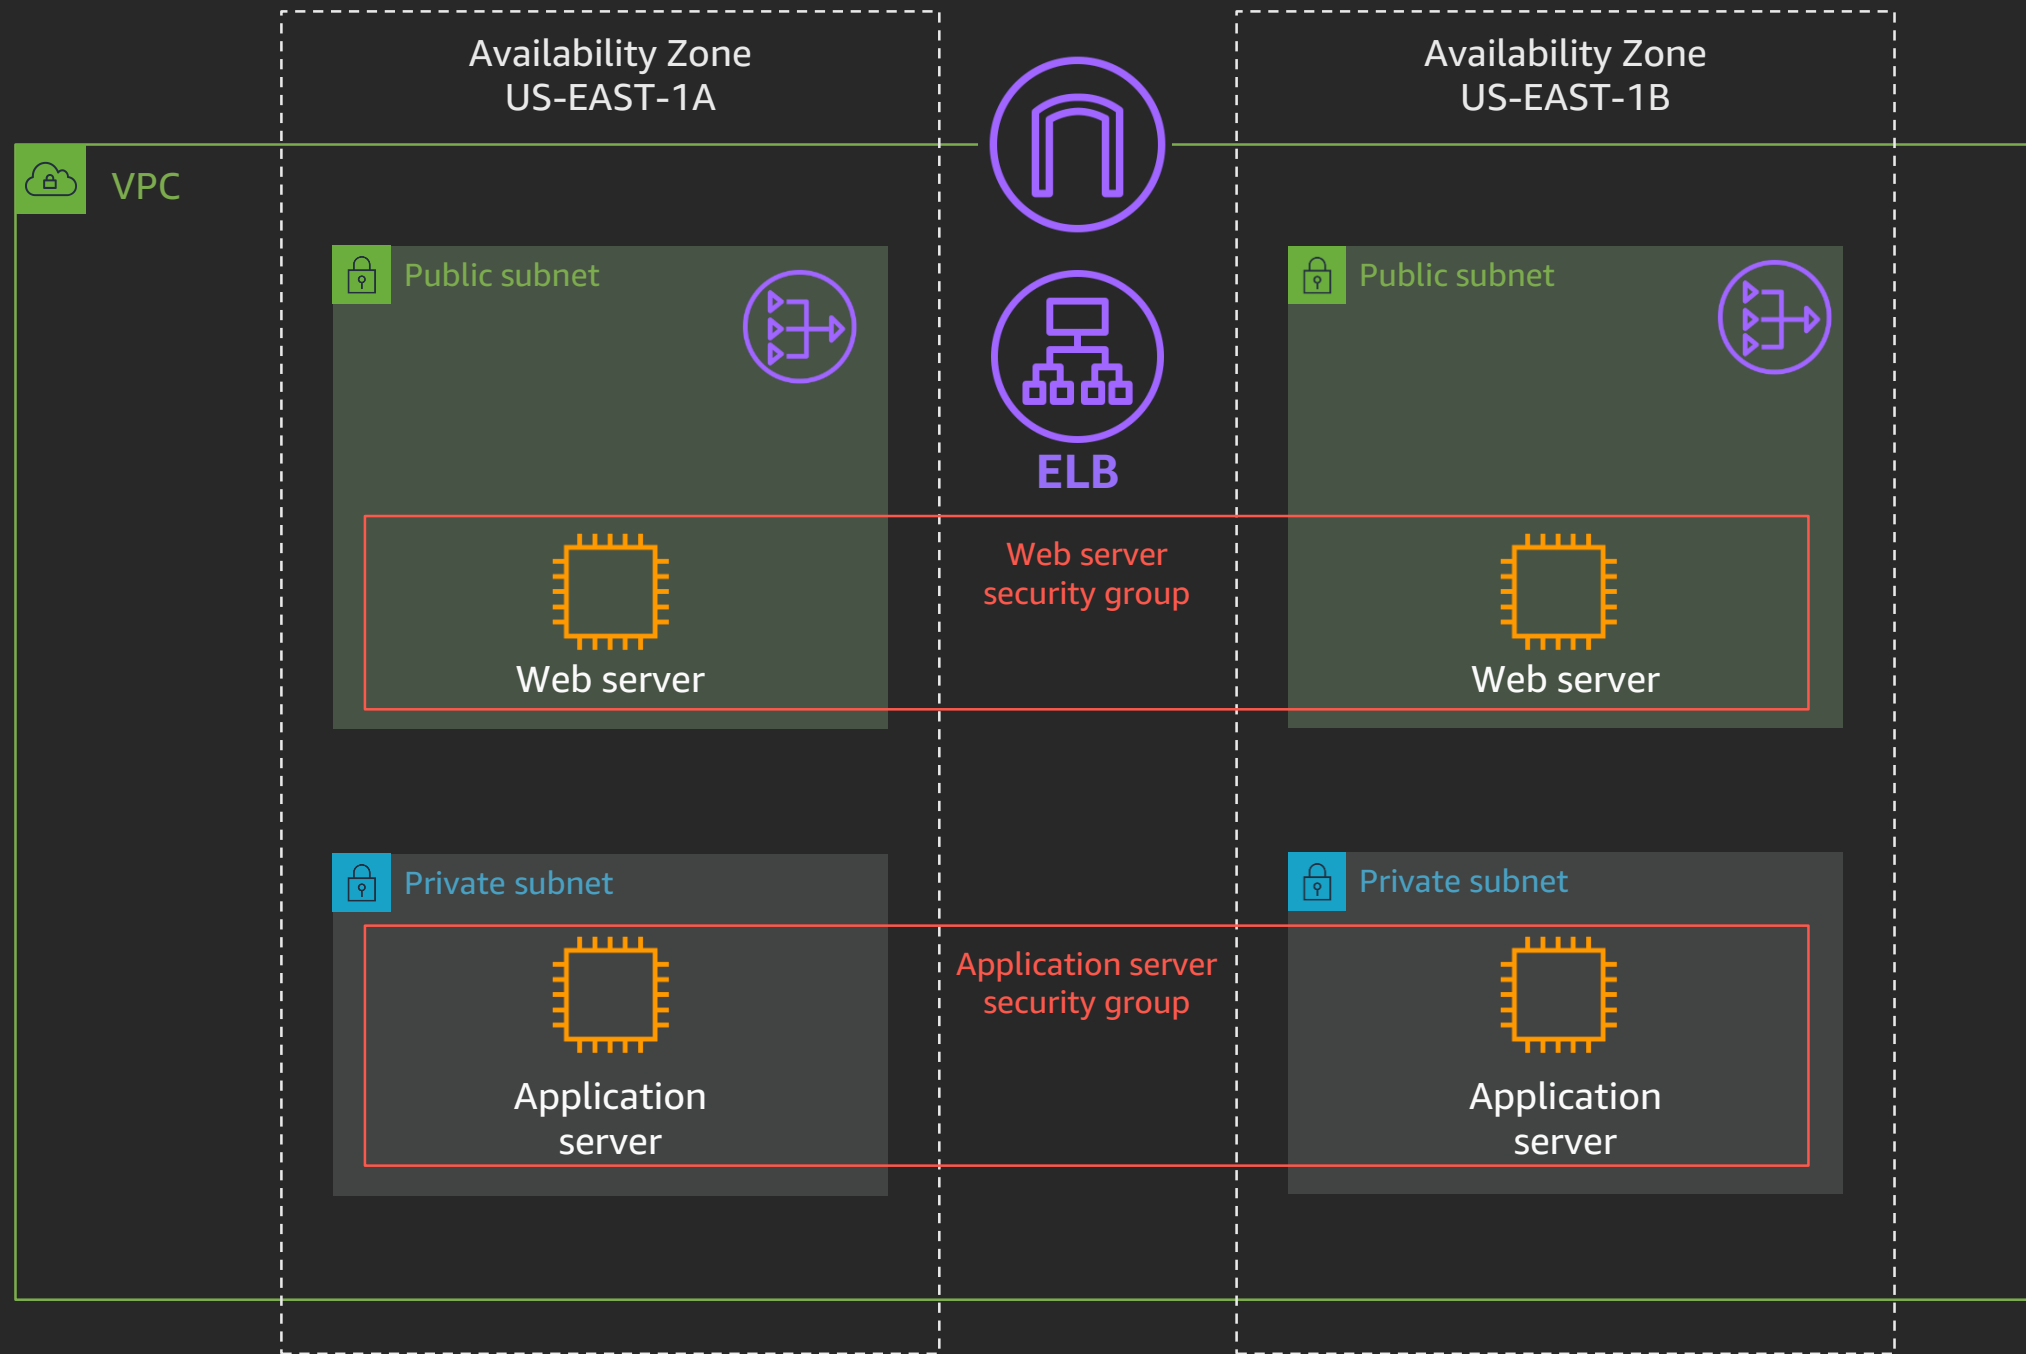 Availability Zone
US-EAST-1A
Availability Zone
US-EAST-1B
VPC
Public subnet
Public subnet
ELB
Web server
security group
Web server
Web server
Private subnet
Private subnet
Application server
security group
Application
server
Application
server